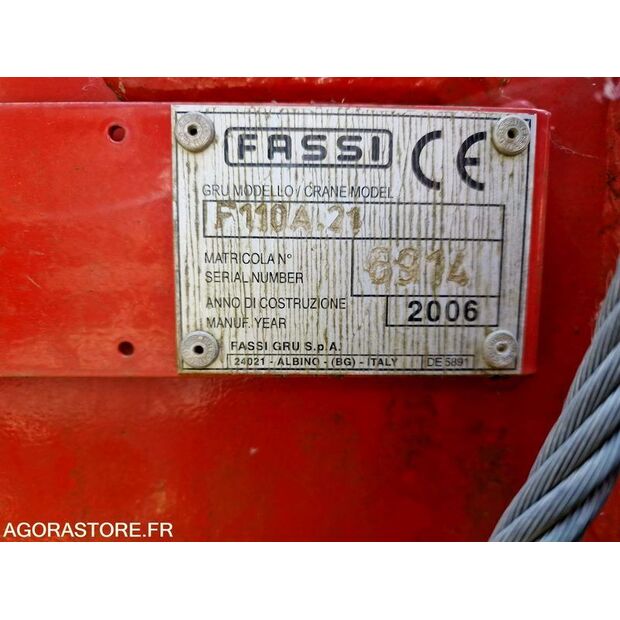 FASSI CE
GRU MODELLO / CRANE MODEL
F110A.21
MATRICOLA N°
SERIAL NUMBER 6914
ANNO DI COSTRUZIONE
MANUF. YEAR 2006
FASSI GRU S.p.A.
24021 - ALBINO - (BG) - ITALY DE 5891
AGORASTORE.FR